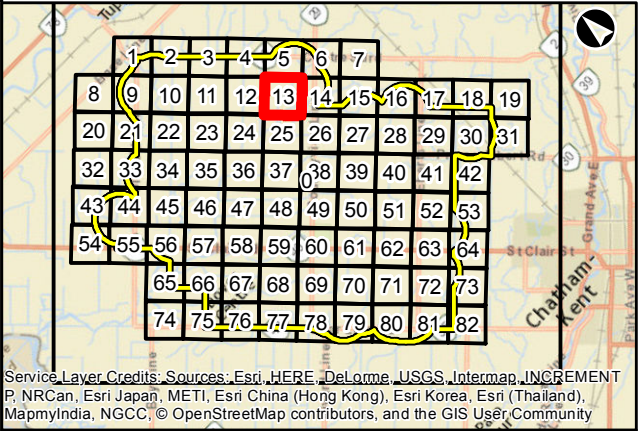 1 2 3 4 5 6 7
8 9 10 11 12 13 14 15 16 17 18 19
20 21 22 23 24 25 26 27 28 29 30 31
32 33 34 35 36 37 38 39 40 41 42
0
43 44 45 46 47 48 49 50 51 52 53
54 55 56 57 58 59 60 61 62 63 64
St Clair St
Grand Ave E
Park Ave W
Chatham-
Kent
65 66 67 68 69 70 71 72 73
74 75 76 77 78 79 80 81 82
20
39
40
Service Layer Credits: Sources: Esri, HERE, DeLorme, USGS, Intermap, INCREMENT
P, NRCan, Esri Japan, METI, Esri China (Hong Kong), Esri Korea, Esri (Thailand),
MapmyIndia, NGCC, © OpenStreetMap contributors, and the GIS User Community